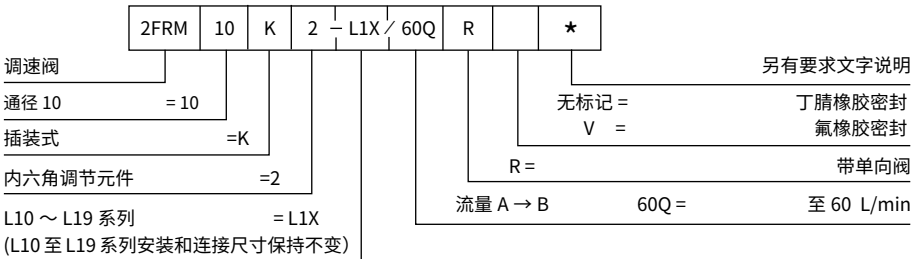 2FRM 10 K 2 - L1X / 60Q R *
调速阀
另有要求文字说明
通径 10 = 10
无标记 = 丁腈橡胶密封
插装式 =K
V = 氟橡胶密封
内六角调节元件 =2
R = 带单向阀
流量 A → B 60Q = 至 60 L/min
L10 ～ L19 系列 = L1X
(L10 至 L19 系列安装和连接尺寸保持不变）